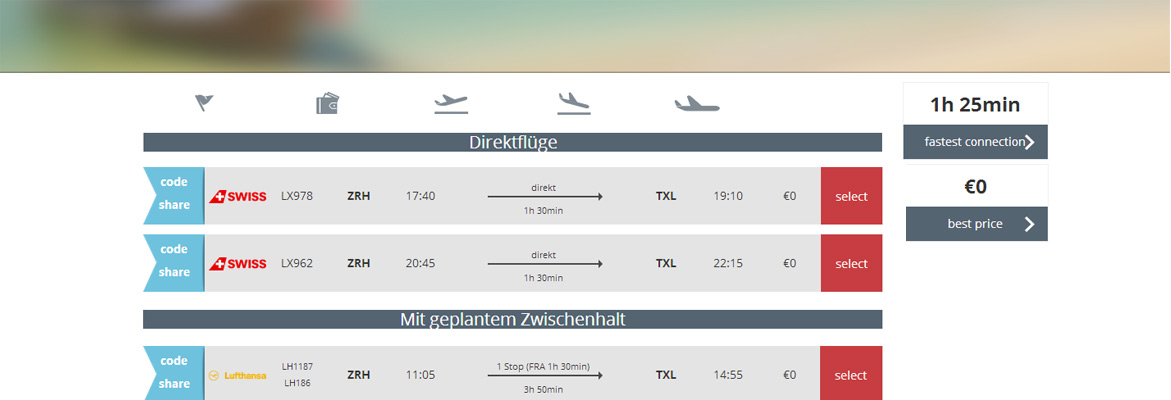 1h 25min
fastest connection
€0
best price
Direktflüge
code share SWISS LX978 ZRH 17:40 direkt 1h 30min TXL 19:10 €0 select
code share SWISS LX962 ZRH 20:45 direkt 1h 30min TXL 22:15 €0 select
Mit geplantem Zwischenhalt
code share Lufthansa LH1187 LH186 ZRH 11:05 1 Stop (FRA 1h 30min) 3h 50min TXL 14:55 €0 select